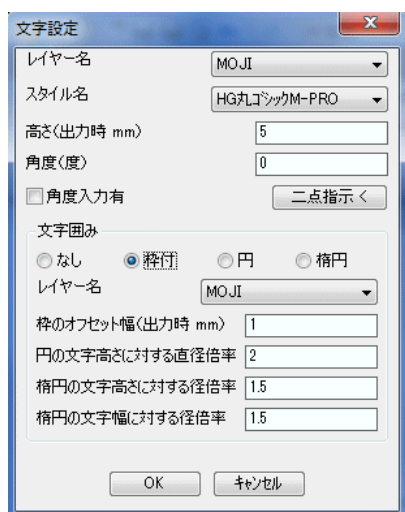 文字設定
レイヤー名 MOJI
スタイル名 HG丸ゴシックM-PRO
高さ(出力時 mm) 5
角度(度) 0
角度入力有 二点指示 <
文字囲み
なし 枠付 円 楕円
レイヤー名 MOJI
枠のオフセット幅(出力時 mm) 1
円の文字高さに対する直径倍率 2
楕円の文字高さに対する径倍率 1.5
楕円の文字幅に対する径倍率 1.5
OK キャンセル